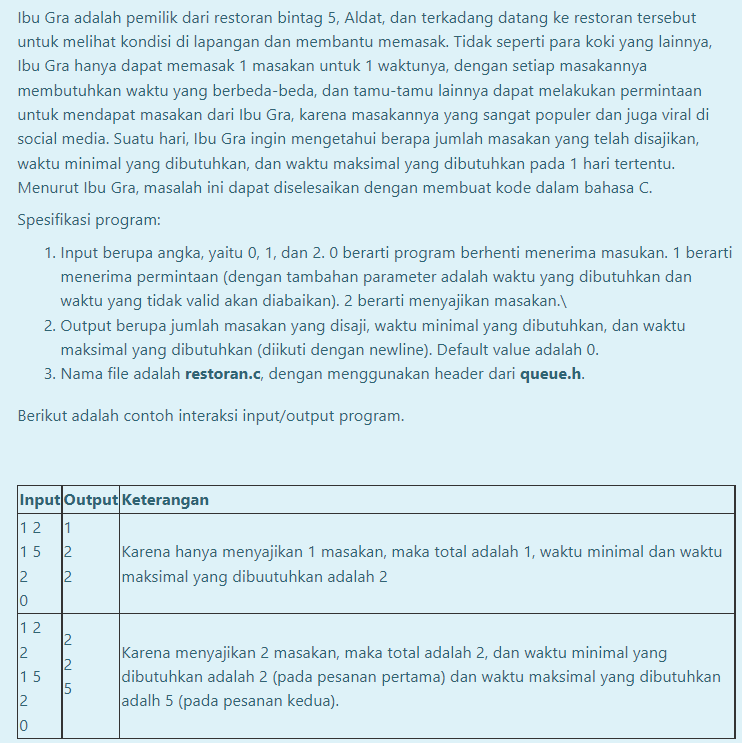 Ibu Gra adalah pemilik dari restoran bintag 5, Aldat, dan terkadang datang ke restoran tersebut
untuk melihat kondisi di lapangan dan membantu memasak. Tidak seperti para koki yang lainnya,
Ibu Gra hanya dapat memasak 1 masakan untuk 1 waktunya, dengan setiap masakannya
membutuhkan waktu yang berbeda-beda, dan tamu-tamu lainnya dapat melakukan permintaan
untuk mendapat masakan dari Ibu Gra, karena masakannya yang sangat populer dan juga viral di
social media. Suatu hari, Ibu Gra ingin mengetahui berapa jumlah masakan yang telah disajikan,
waktu minimal yang dibutuhkan, dan waktu maksimal yang dibutuhkan pada 1 hari tertentu.
Menurut Ibu Gra, masalah ini dapat diselesaikan dengan membuat kode dalam bahasa C.
Spesifikasi program:
1. Input berupa angka, yaitu 0, 1, dan 2. 0 berarti program berhenti menerima masukan. 1 berarti
menerima permintaan (dengan tambahan parameter adalah waktu yang dibutuhkan dan
waktu yang tidak valid akan diabaikan). 2 berarti menyajikan masakan.\
2. Output berupa jumlah masakan yang disaji, waktu minimal yang dibutuhkan, dan waktu
maksimal yang dibutuhkan (diikuti dengan newline). Default value adalah 0.
3. Nama file adalah restoran.c, dengan menggunakan header dari queue.h.
Berikut adalah contoh interaksi input/output program.
Input Output Keterangan
1 2
1 5
2
0
1
2
2
Karena hanya menyajikan 1 masakan, maka total adalah 1, waktu minimal dan waktu
maksimal yang dibuutuhkan adalah 2
1 2
2
1 5
2
0
2
2
5
Karena menyajikan 2 masakan, maka total adalah 2, dan waktu minimal yang
dibutuhkan adalah 2 (pada pesanan pertama) dan waktu maksimal yang dibutuhkan
adalh 5 (pada pesanan kedua).